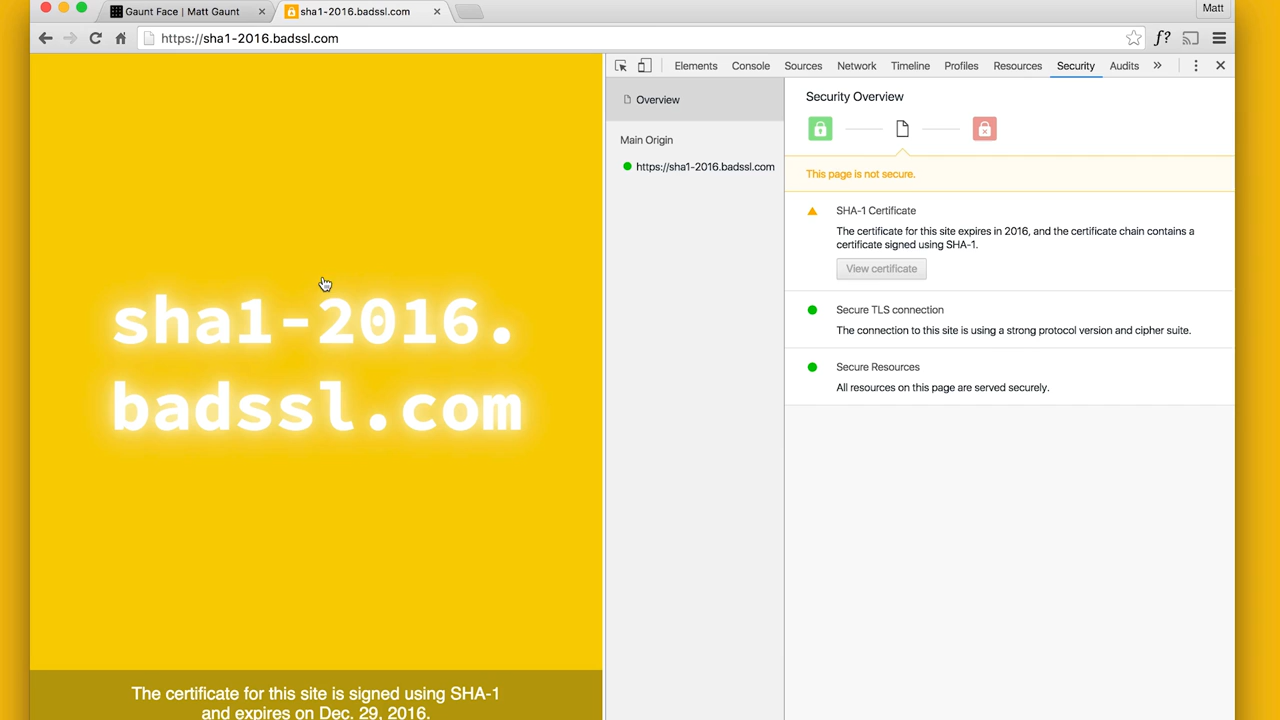 Gaunt Face | Matt Gaunt
sha1-2016.badssl.com
Matt
https://sha1-2016.badssl.com
f?
Elements Console Sources Network Timeline Profiles Resources Security Audits »
Overview
Main Origin
https://sha1-2016.badssl.com
Security Overview
This page is not secure.
SHA-1 Certificate
The certificate for this site expires in 2016, and the certificate chain contains a
certificate signed using SHA-1.
View certificate
Secure TLS connection
The connection to this site is using a strong protocol version and cipher suite.
Secure Resources
All resources on this page are served securely.
sha1-2016.
badssl.com
The certificate for this site is signed using SHA-1
and expires on Dec. 29, 2016.